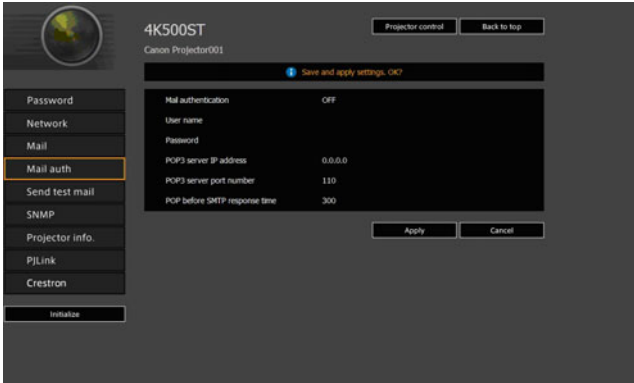 4K500ST
Projector control
Back to top
Canon Projector001
Save and apply settings. OK?
Password
Network
Mail
Mail auth
Send test mail
SNMP
Projector info.
PJLink
Crestron
Initialize
Mail authentication OFF
User name
Password
POP3 server IP address 0.0.0.0
POP3 server port number 110
POP before SMTP response time 300
Apply
Cancel